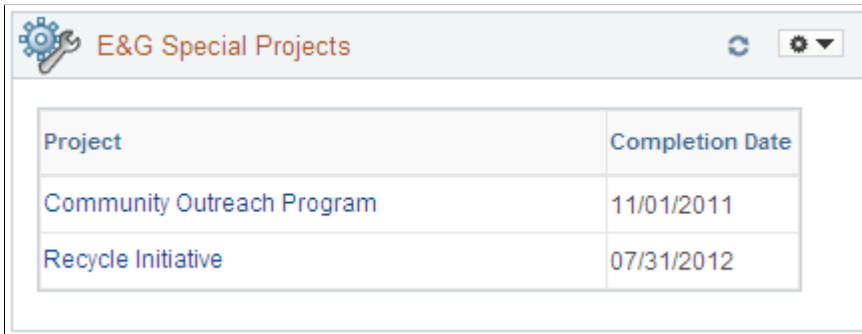 E&G Special Projects
Project Completion Date
Community Outreach Program 11/01/2011
Recycle Initiative 07/31/2012